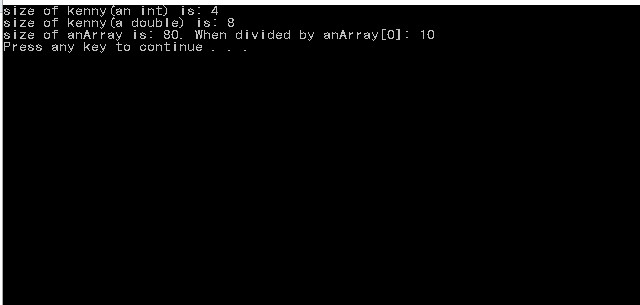 size of kenny(an int) is: 4
size of kenny(a double) is: 8
size of anArray is: 80. When divided by anArray[0]: 10
Press any key to continue . . .